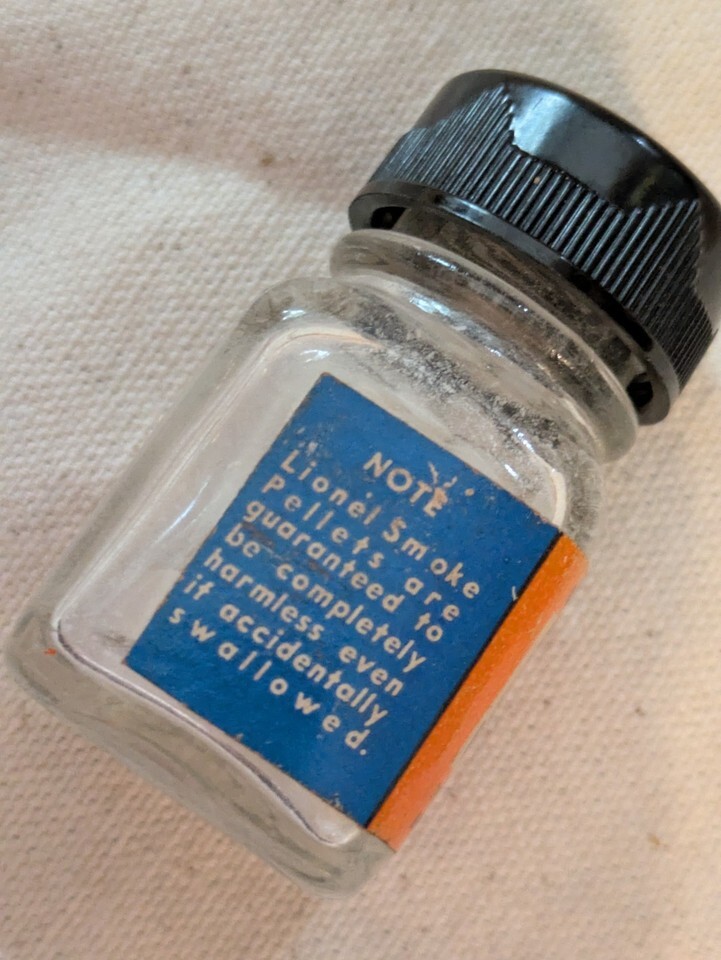 NOTE
Lionel Smoke
Pellets are
guaranteed to
be completely
harmless even
if accidentally
swallowed.